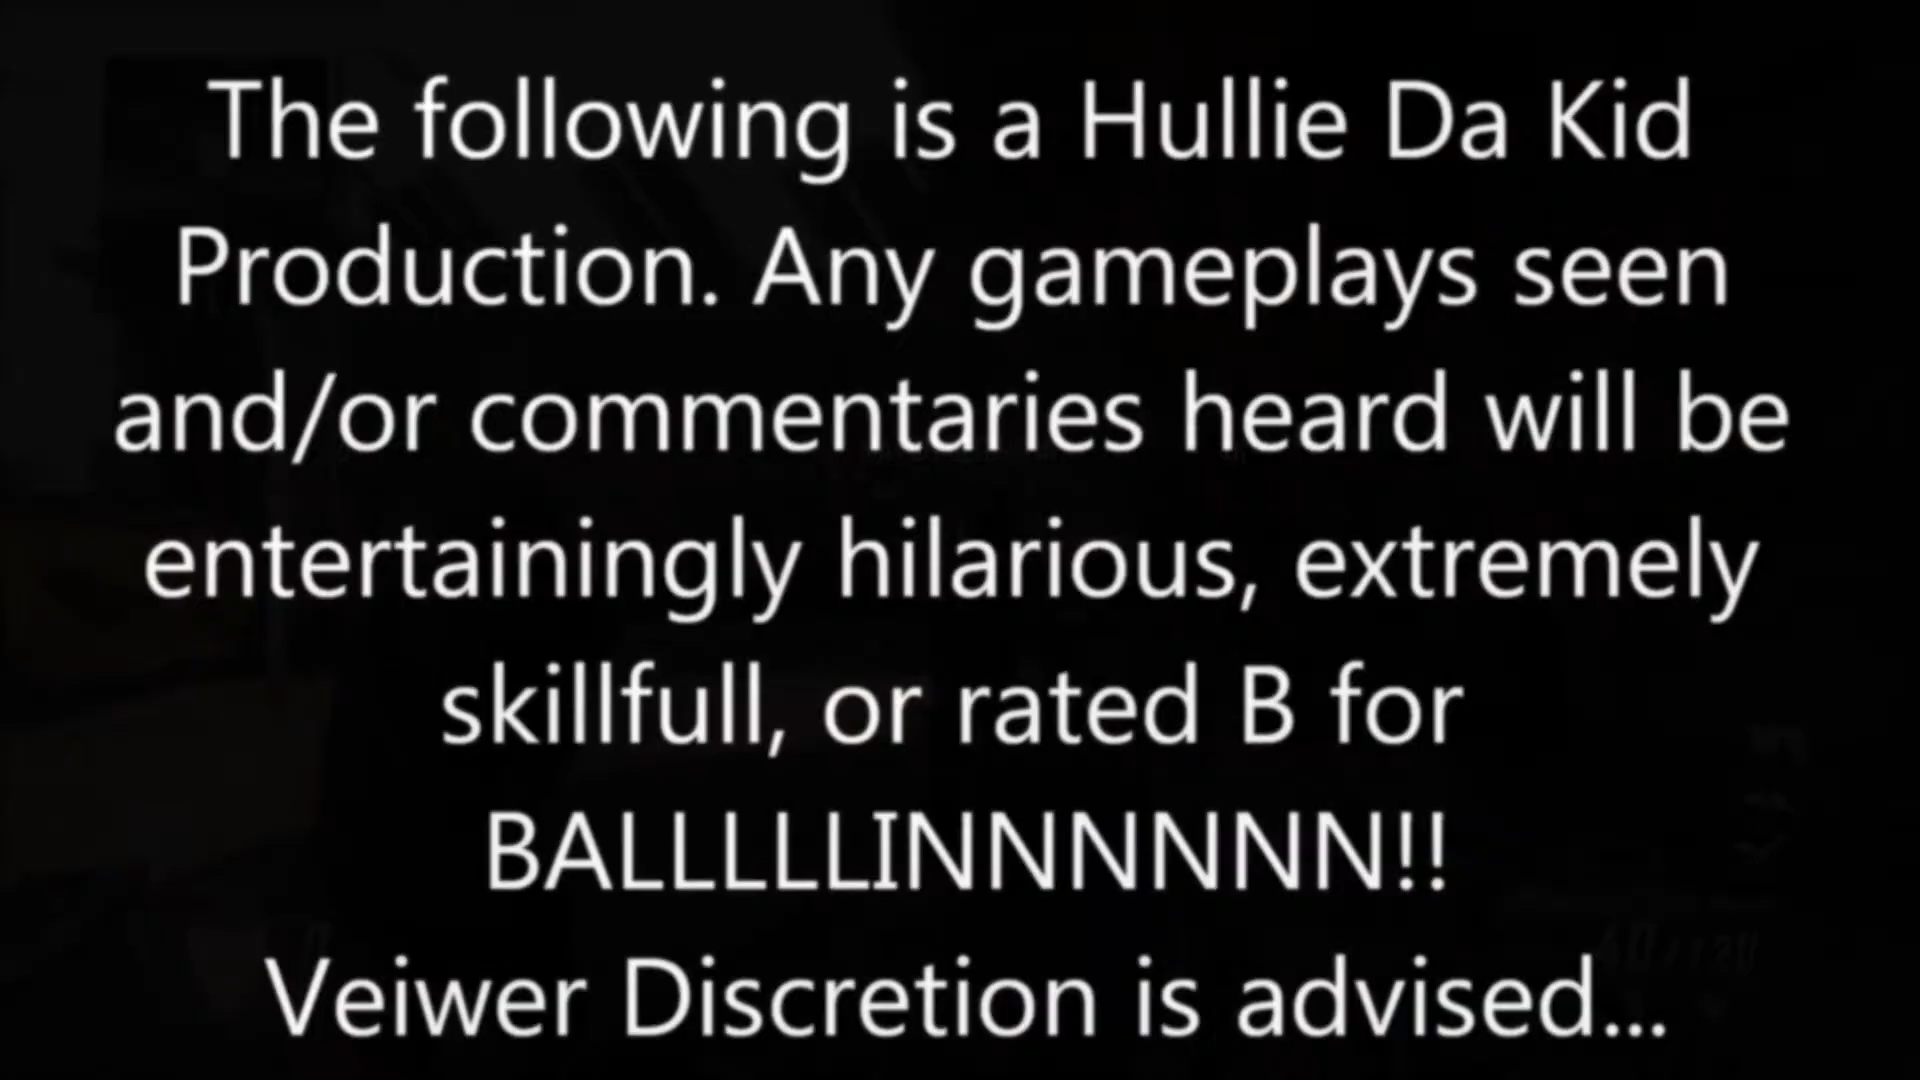 The following is a Hullie Da Kid
Production. Any gameplays seen
and/or commentaries heard will be
entertainingly hilarious, extremely
skillfull, or rated B for
BALLLLLINNNNNN!!
Veiwer Discretion is advised...